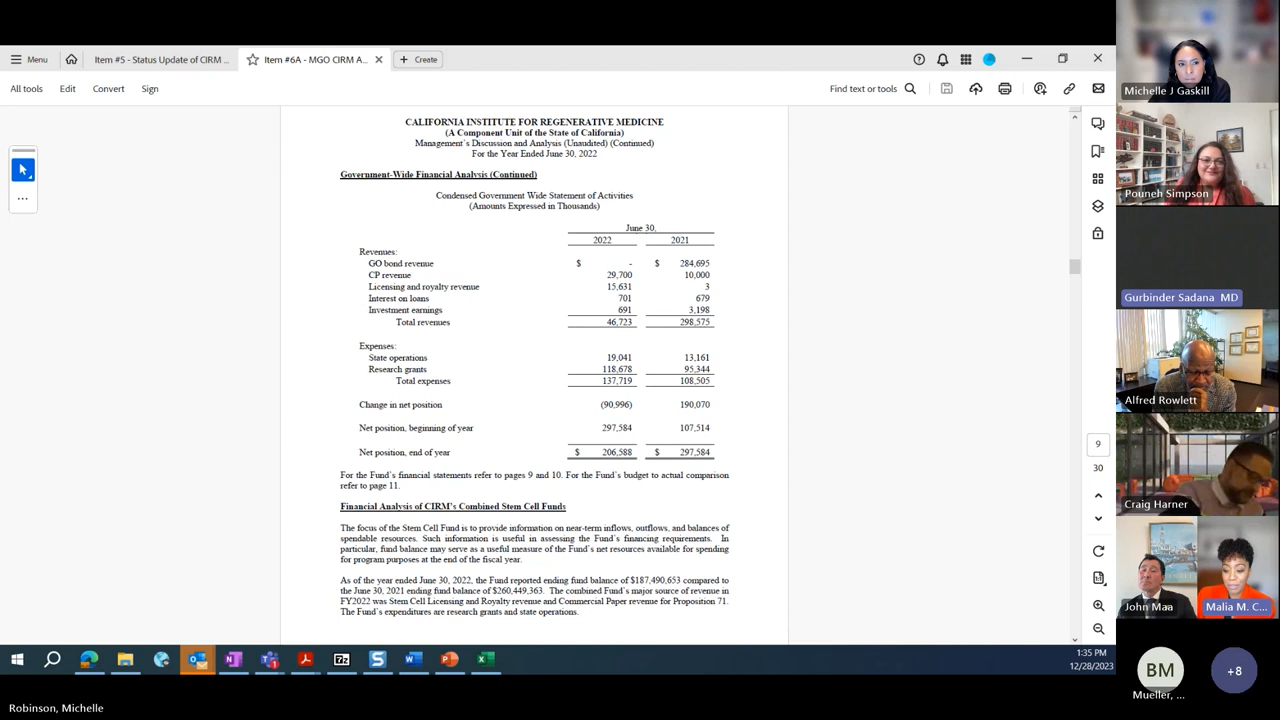 Menu
Item #5 - Status Update of CIRM ...
Item #6A - MGO CIRM A...
Create
All tools Edit Convert Sign
Find text or tools
CALIFORNIA INSTITUTE FOR REGENERATIVE MEDICINE
(A Component Unit of the State of California)
Management's Discussion and Analysis (Unaudited) (Continued)
For the Year Ended June 30, 2022
Government-Wide Financial Analysis (Continued)
Condensed Government Wide Statement of Activities
(Amounts Expressed in Thousands)
June 30,
2022 2021
Revenues:
GO bond revenue $ - $ 284,695
CP revenue 29,700 10,000
Licensing and royalty revenue 15,631 3
Interest on loans 701 679
Investment earnings 691 3,198
Total revenues 46,723 298,575
Expenses:
State operations 19,041 13,161
Research grants 118,678 95,344
Total expenses 137,719 108,505
Change in net position (90,996) 190,070
Net position, beginning of year 297,584 107,514
Net position, end of year $ 206,588 $ 297,584
For the Fund's financial statements refer to pages 9 and 10. For the Fund's budget to actual comparison
refer to page 11.
Financial Analysis of CIRM's Combined Stem Cell Funds
The focus of the Stem Cell Fund is to provide information on near-term inflows, outflows, and balances of
spendable resources. Such information is useful in assessing the Fund's financing requirements. In
particular, fund balance may serve as a useful measure of the Fund's net resources available for spending
for program purposes at the end of the fiscal year.
As of the year ended June 30, 2022, the Fund reported ending fund balance of $187,490,653 compared to
the June 30, 2021 ending fund balance of $260,449,363. The combined Fund's major source of revenue in
FY2022 was Stem Cell Licensing and Royalty revenue and Commercial Paper revenue for Proposition 71.
The Fund's expenditures are research grants and state operations.
9
30
1:35 PM
12/28/2023
Michelle J Gaskill
Pouneh Simpson
Gurbinder Sadana MD
Alfred Rowlett
Craig Harner
John Maa
Malia M. C...
BM
Mueller, ...
+8
Robinson, Michelle